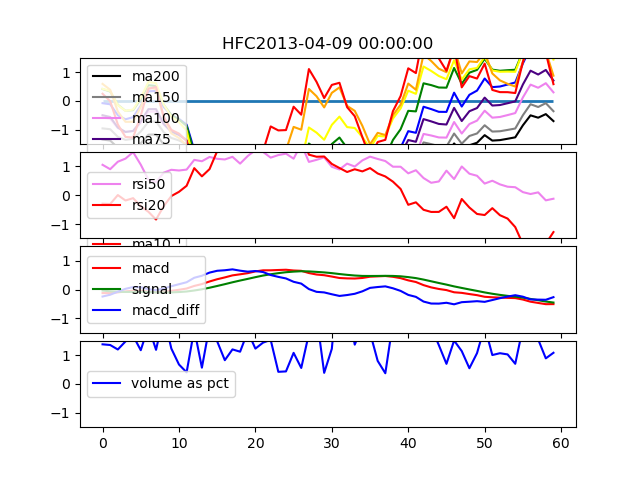 HFC2013-04-09 00:00:00
1
0
−1
ma200
ma150
ma100
ma75
1
0
−1
rsi50
rsi20
ma10
1
0
−1
macd
signal
macd_diff
1
0
−1
volume as pct
0 10 20 30 40 50 60